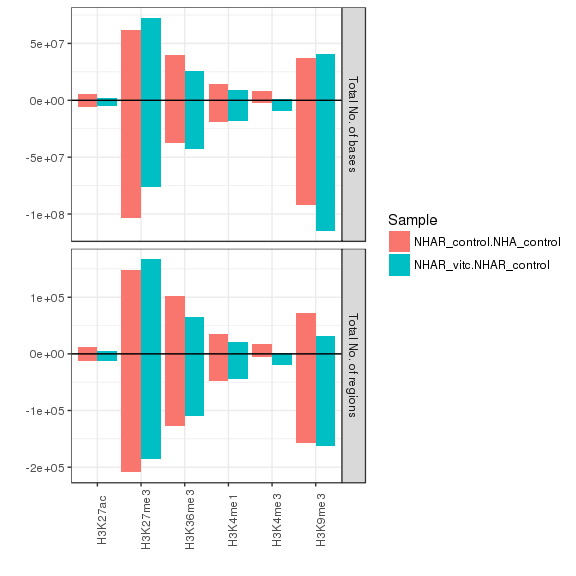 5e+07
0e+00
-5e+07
-1e+08
Total No. of bases
1e+05
0e+00
-1e+05
-2e+05
Total No. of regions
H3K27ac
H3K27me3
H3K36me3
H3K4me1
H3K4me3
H3K9me3
Sample
NHAR_control.NHA_control
NHAR_vitc.NHAR_control